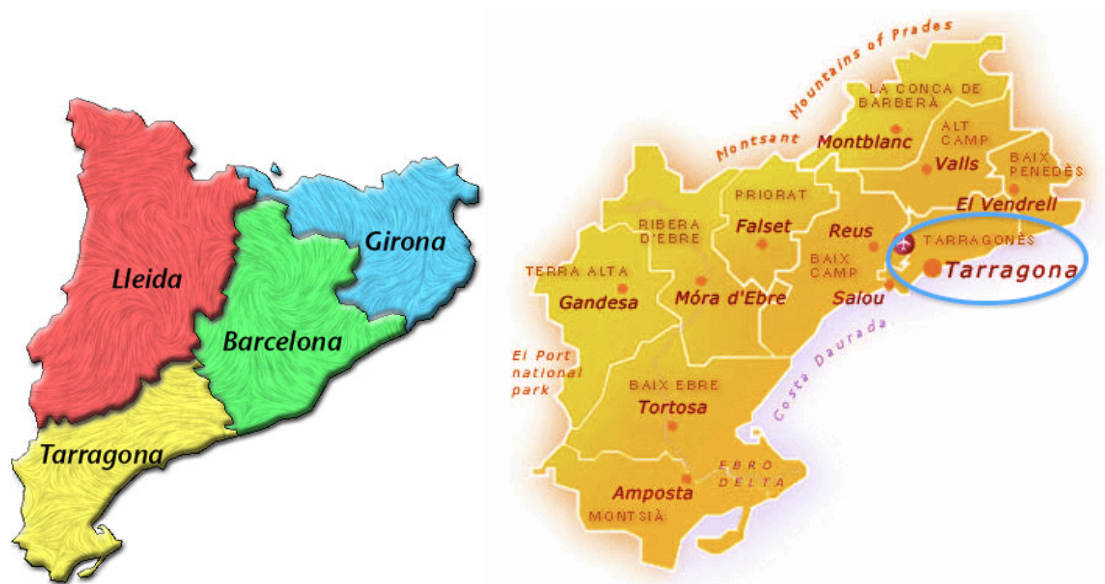 Lleida
Girona
Barcelona
Tarragona
Mountains of Prades
Montsant
LA CONCA DE
BARBERÀ
Montblanc
ALT
CAMP
Valls
BAIX
PENEDÈS
El Vendrell
PRIORAT
Falset
RIBERA
D'EBRE
Móra d'Ebre
Reus
BAIX
CAMP
TARRAGONÈS
Tarragona
Salou
TERRA ALTA
Gandesa
El Port
national
park
Costa Daurada
BAIX EBRE
Tortosa
EBRO
DELTA
Amposta
MONTSIÀ